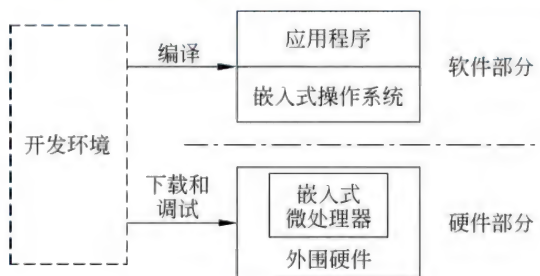 应用程序
编译
软件部分
嵌入式操作系统
开发环境
下载和
调试
嵌入式
微处理器
硬件部分
外围硬件